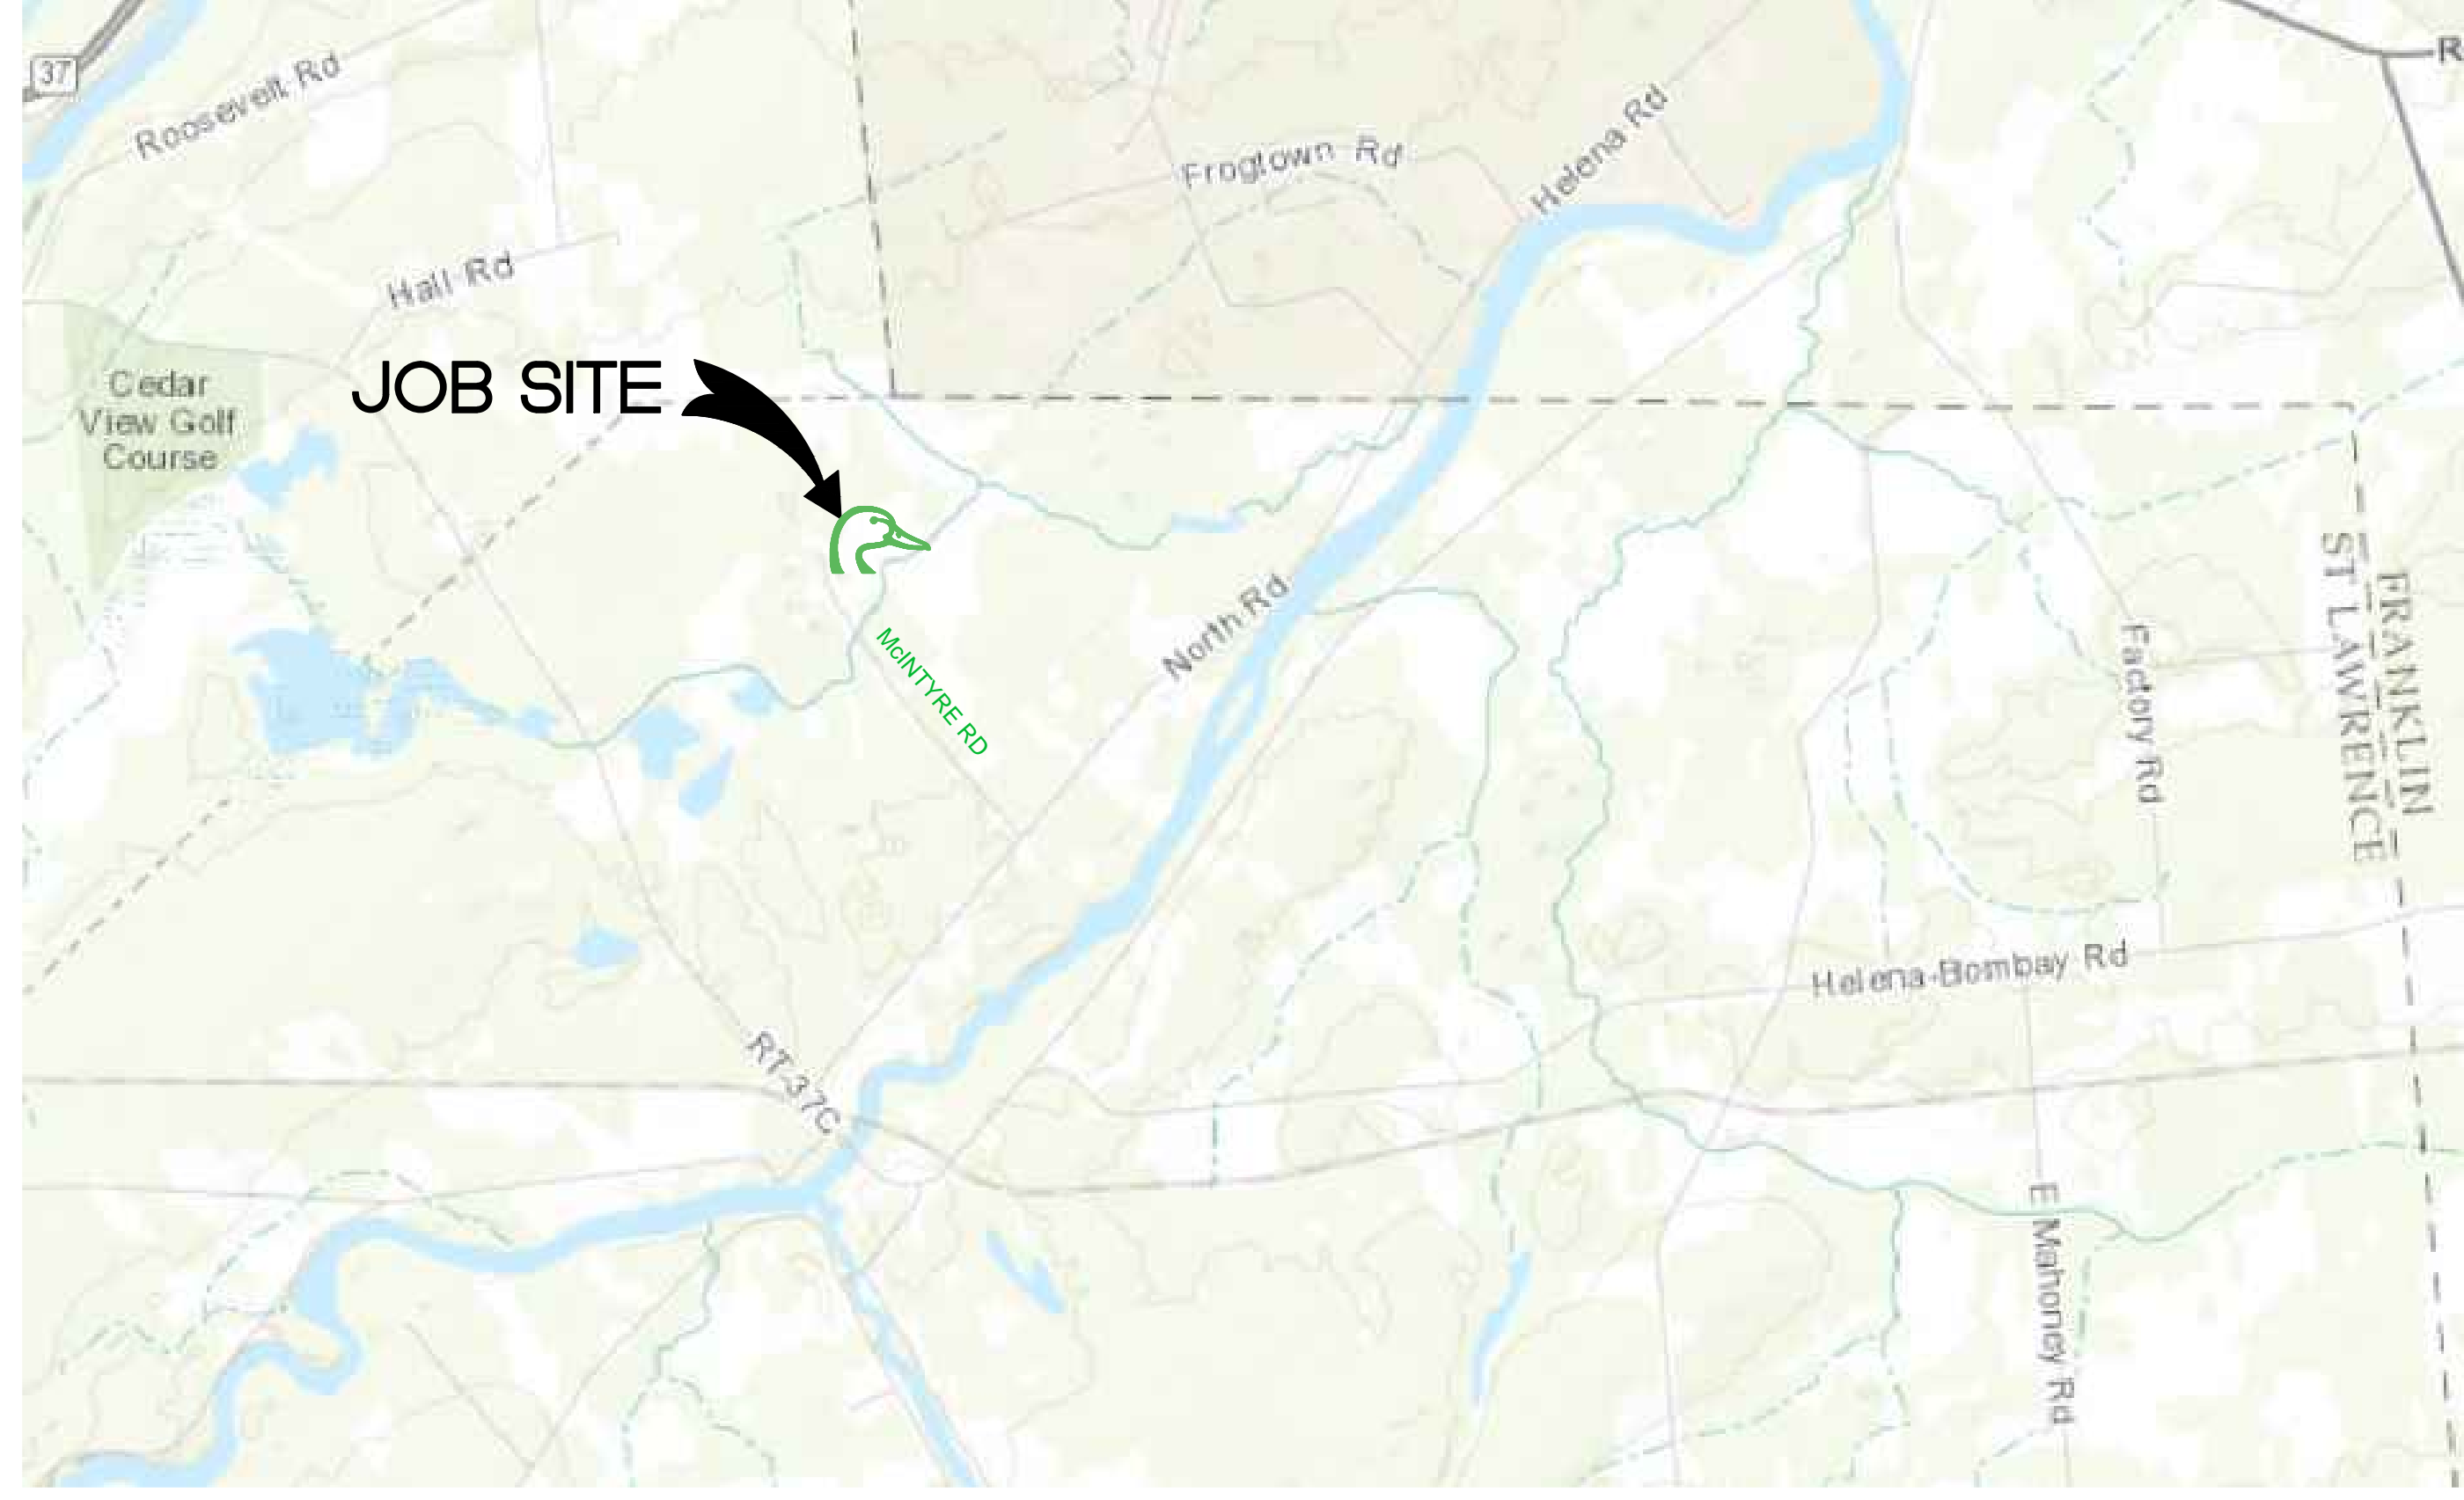 37
Roosevelt Rd
R
Frogtown Rd
Helena Rd
Hall Rd
JOB SITE
Cedar
View Golf
Course
McINTYRE RD
North Rd
FRANKLIN
ST LAWRENCE
Factory Rd
Helena-Bombay Rd
RT-37C
E Mahoney Rd